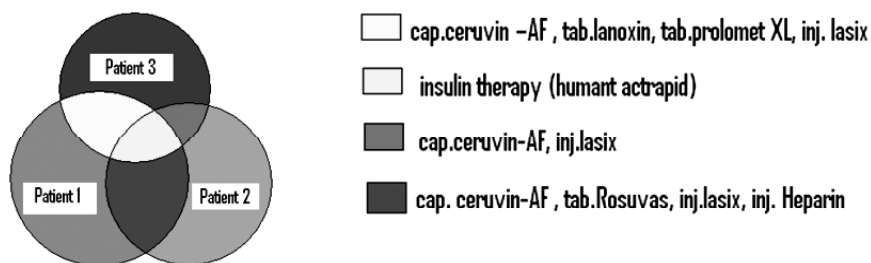 Patient 3
Patient 1
Patient 2
cap.ceruvin –AF , tab.lanoxin, tab.prolomet XL, inj. lasix
insulin therapy (humant actrapid)
cap.ceruvin-AF, inj.lasix
cap. ceruvin-AF , tab.Rosuvas, inj.lasix, inj. Heparin